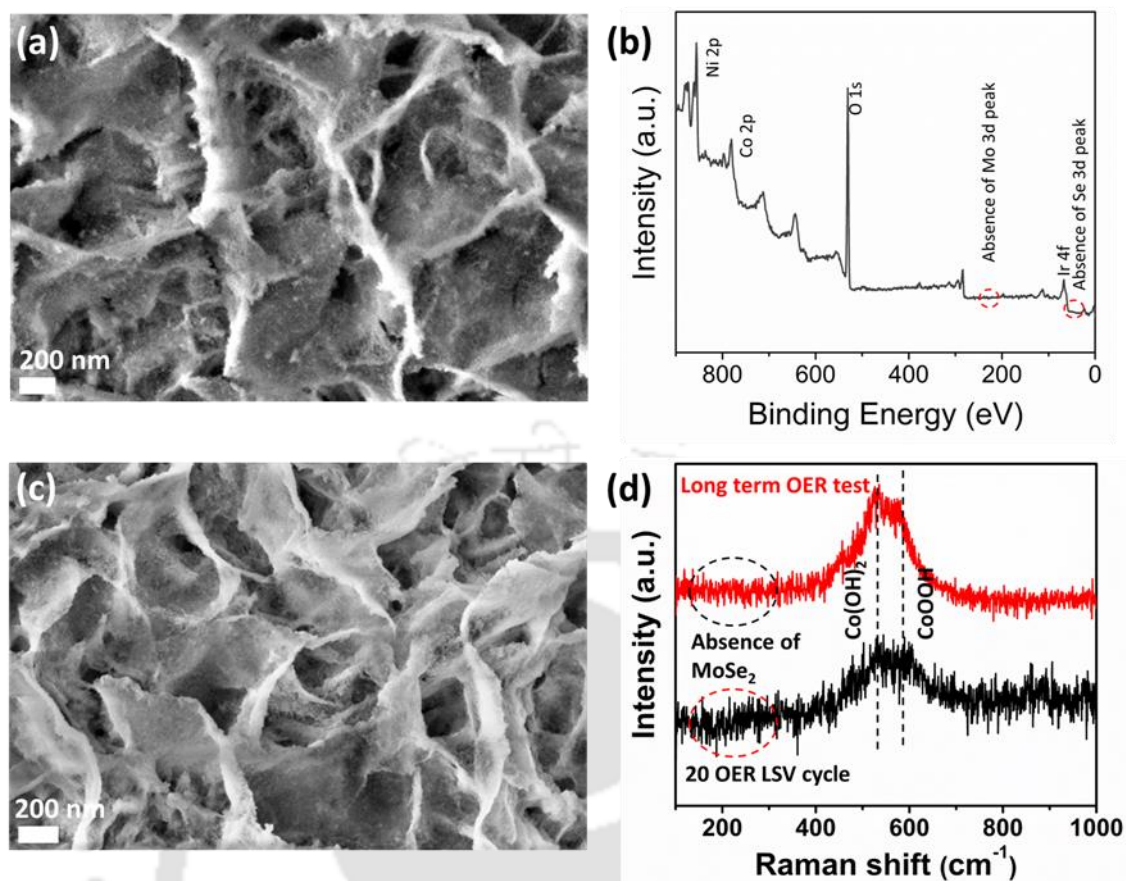 (a)
200 nm
(b)
Intensity (a.u.)
Ni 2p
Co 2p
O 1s
Absence of Mo 3d peak
Ir 4f
Absence of Se 3d peak
800 600 400 200 0
Binding Energy (eV)
(c)
200 nm
(d)
Intensity (a.u.)
Long term OER test
Co(OH)₂
CoOOH
Absence of
MoSe₂
20 OER LSV cycle
200 400 600 800 1000
Raman shift (cm⁻¹)